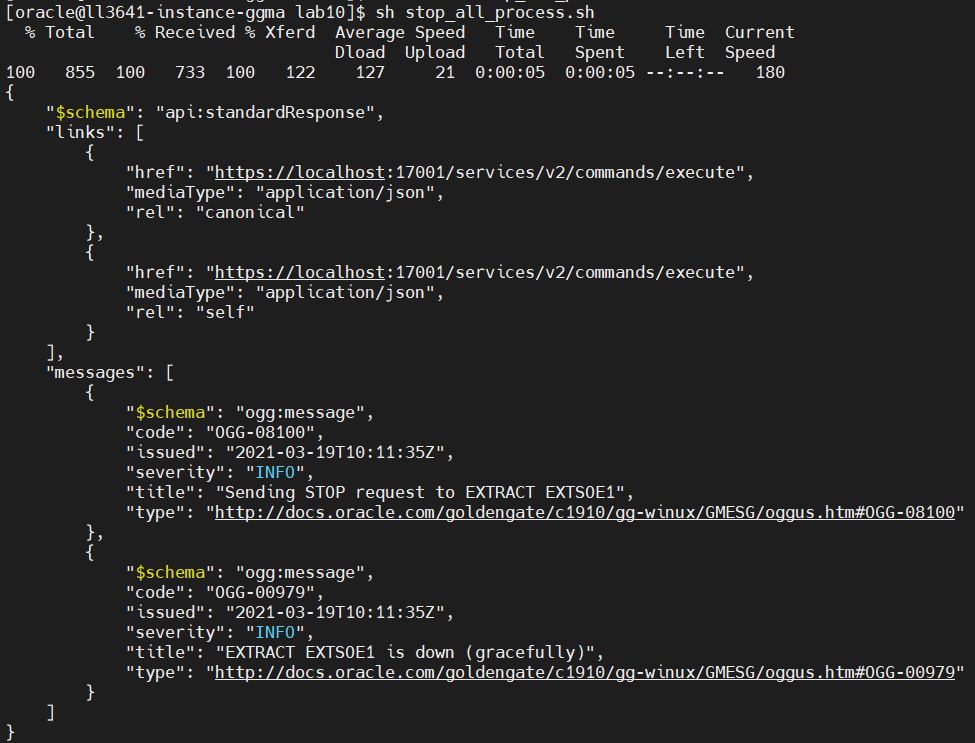 [oracle@ll3641-instance-ggma lab10]$ sh stop_all_process.sh
  % Total    % Received % Xferd  Average Speed   Time    Time     Time  Current
                                 Dload  Upload   Total   Spent    Left  Speed
100   855  100   733  100   122    127     21  0:00:05  0:00:05 --:--:--   180
{
    "$schema": "api:standardResponse",
    "links": [
        {
            "href": "https://localhost:17001/services/v2/commands/execute",
            "mediaType": "application/json",
            "rel": "canonical"
        },
        {
            "href": "https://localhost:17001/services/v2/commands/execute",
            "mediaType": "application/json",
            "rel": "self"
        }
    ],
    "messages": [
        {
            "$schema": "ogg:message",
            "code": "OGG-08100",
            "issued": "2021-03-19T10:11:35Z",
            "severity": "INFO",
            "title": "Sending STOP request to EXTRACT EXTSOE1",
            "type": "http://docs.oracle.com/goldengate/c1910/gg-winux/GMESG/oggus.htm#OGG-08100"
        },
        {
            "$schema": "ogg:message",
            "code": "OGG-00979",
            "issued": "2021-03-19T10:11:35Z",
            "severity": "INFO",
            "title": "EXTRACT EXTSOE1 is down (gracefully)",
            "type": "http://docs.oracle.com/goldengate/c1910/gg-winux/GMESG/oggus.htm#OGG-00979"
        }
    ]
}